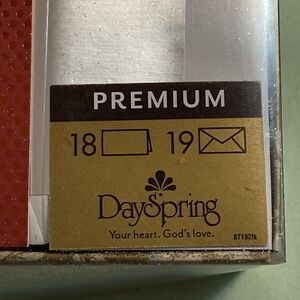 PREMIUM
18 19
DaySpring
Your heart. God's love.
87192fs